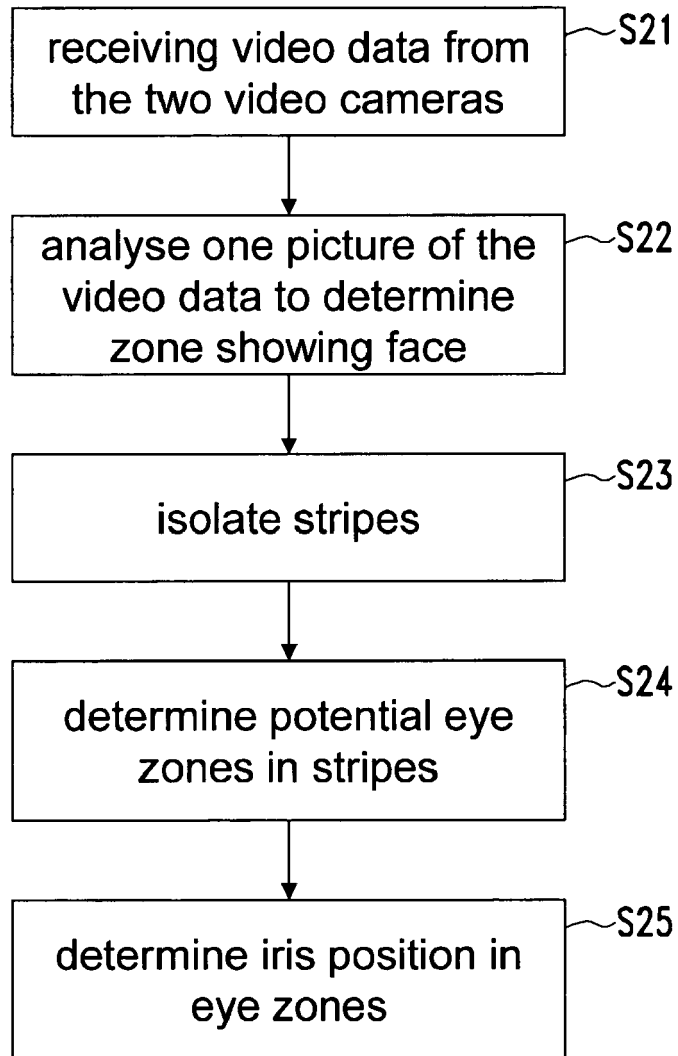 receiving video data from
the two video cameras
S21
analyse one picture of the
video data to determine
zone showing face
S22
isolate stripes
S23
determine potential eye
zones in stripes
S24
determine iris position in
eye zones
S25